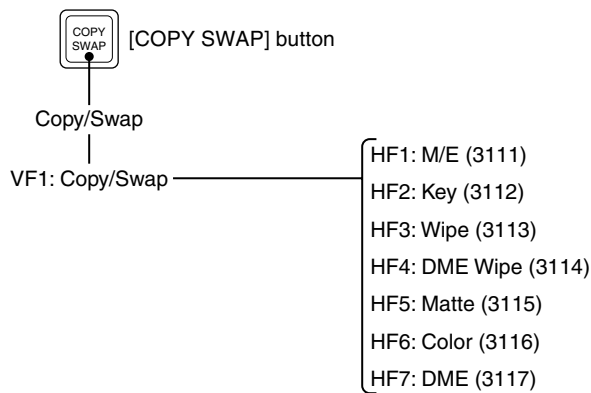 COPY
SWAP
[COPY SWAP] button
Copy/Swap
VF1: Copy/Swap
HF1: M/E (3111)
HF2: Key (3112)
HF3: Wipe (3113)
HF4: DME Wipe (3114)
HF5: Matte (3115)
HF6: Color (3116)
HF7: DME (3117)